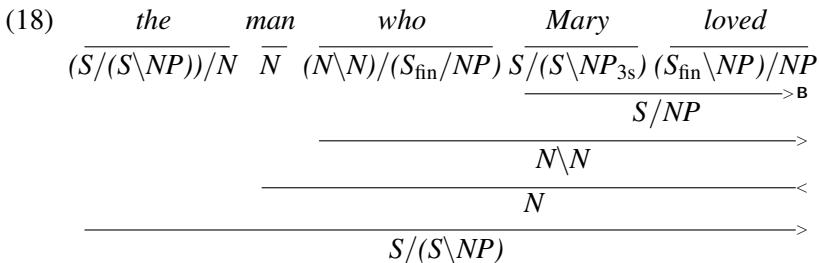 (18) the man who Mary loved
(S/(S\NP))/N N (N\N)/(S_fin/NP) S/(S\NP_3s) (S_fin\NP)/NP
>B
S/NP
>
N\N
<
N
>
S/(S\NP)